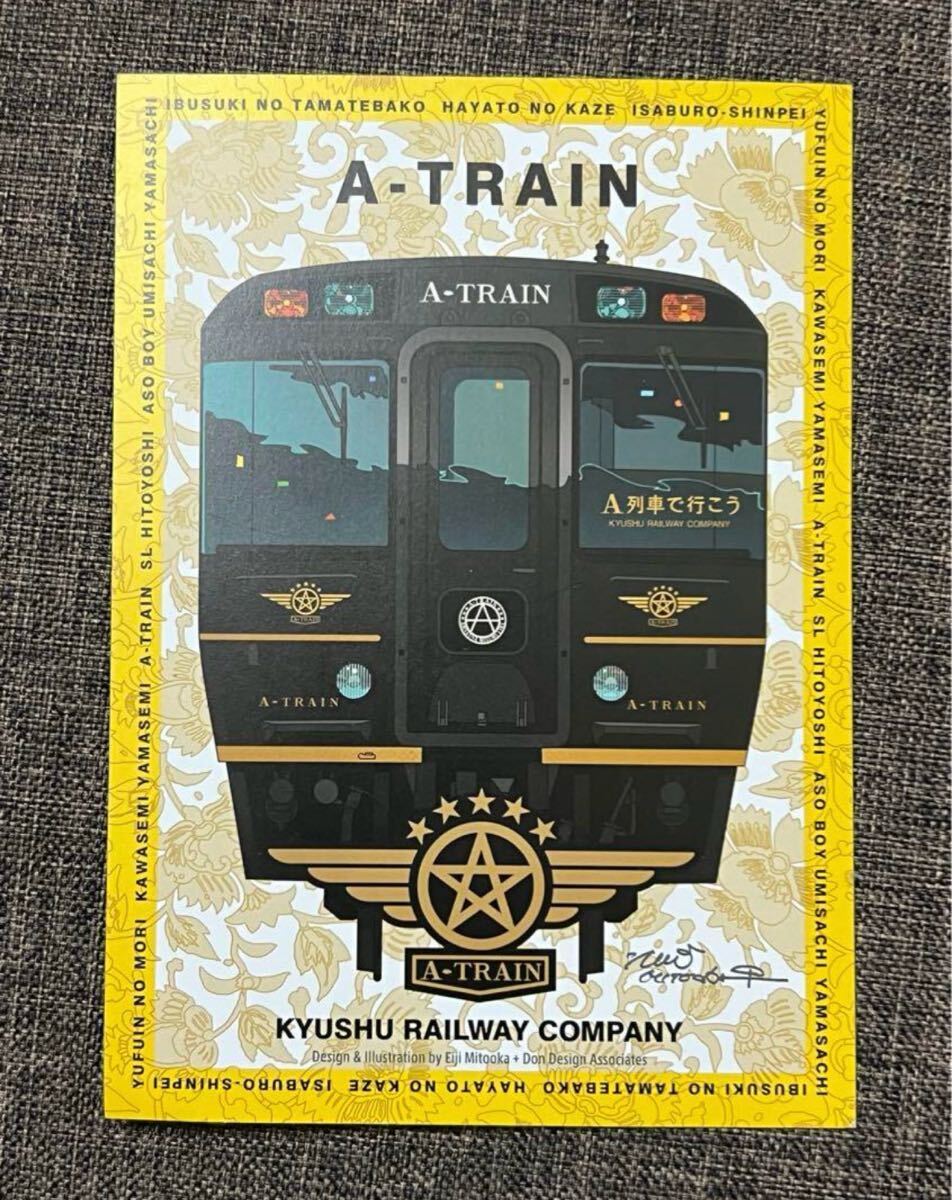 IBUSUKI NO TAMATEBAKO HAYATO NO KAZE ISABURO-SHINPEI
YUFUIN NO MORI KAWASEMI YAMASEMI A-TRAIN SL HITOYOSHI ASO BOY UMISACHI YAMASACHI
A-TRAIN
A-TRAIN
A列車で行こう
KYUSHU RAILWAY COMPANY
A-TRAIN
A-TRAIN
A-TRAIN
A-TRAIN
A-TRAIN
KYUSHU RAILWAY COMPANY
Design & Illustration by Eiji Mitooka + Don Design Associates
YUFUIN NO MORI KAWASEMI YAMASEMI A-TRAIN SL HITOYOSHI ASO BOY UMISACHI YAMASACHI
IBUSUKI NO TAMATEBAKO HAYATO NO KAZE ISABURO-SHINPEI